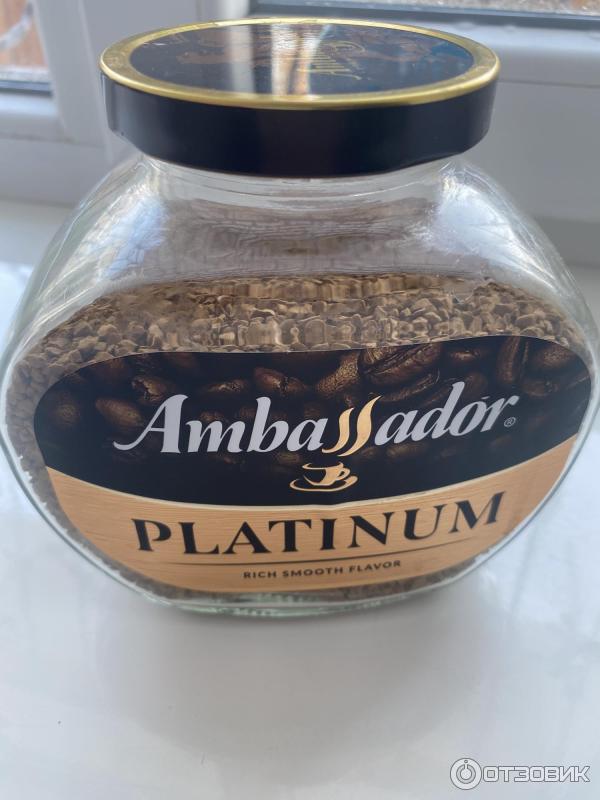 Ambassador®
PLATINUM
RICH SMOOTH FLAVOR
ОТЗОВИК